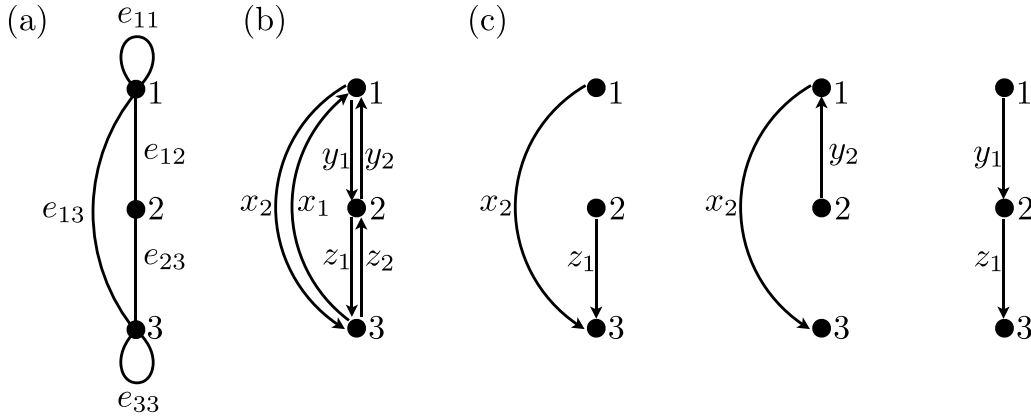 (a)
e₁₁
1
e₁₂
e₁₃
2
e₂₃
3
e₃₃
(b)
1
y₁ y₂
x₂ x₁
2
z₁ z₂
3
(c)
1
x₂ 2
z₁
3
1
y₂
x₂ 2
3
1
y₁
2
z₁
3